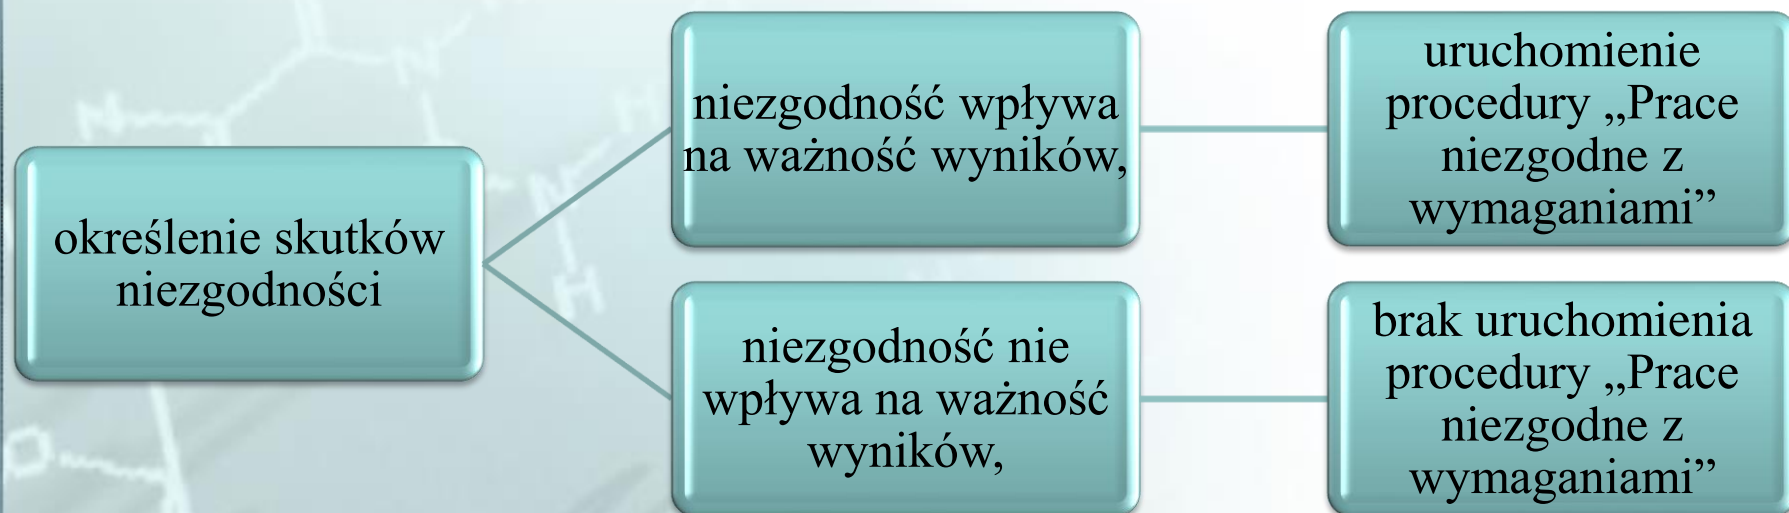 określenie skutków
niezgodności
niezgodność wpływa
na ważność wyników,
uruchomienie
procedury „Prace
niezgodne z
wymaganiami”
niezgodność nie
wpływa na ważność
wyników,
brak uruchomienia
procedury „Prace
niezgodne z
wymaganiami”
N
N
H
N
H
O